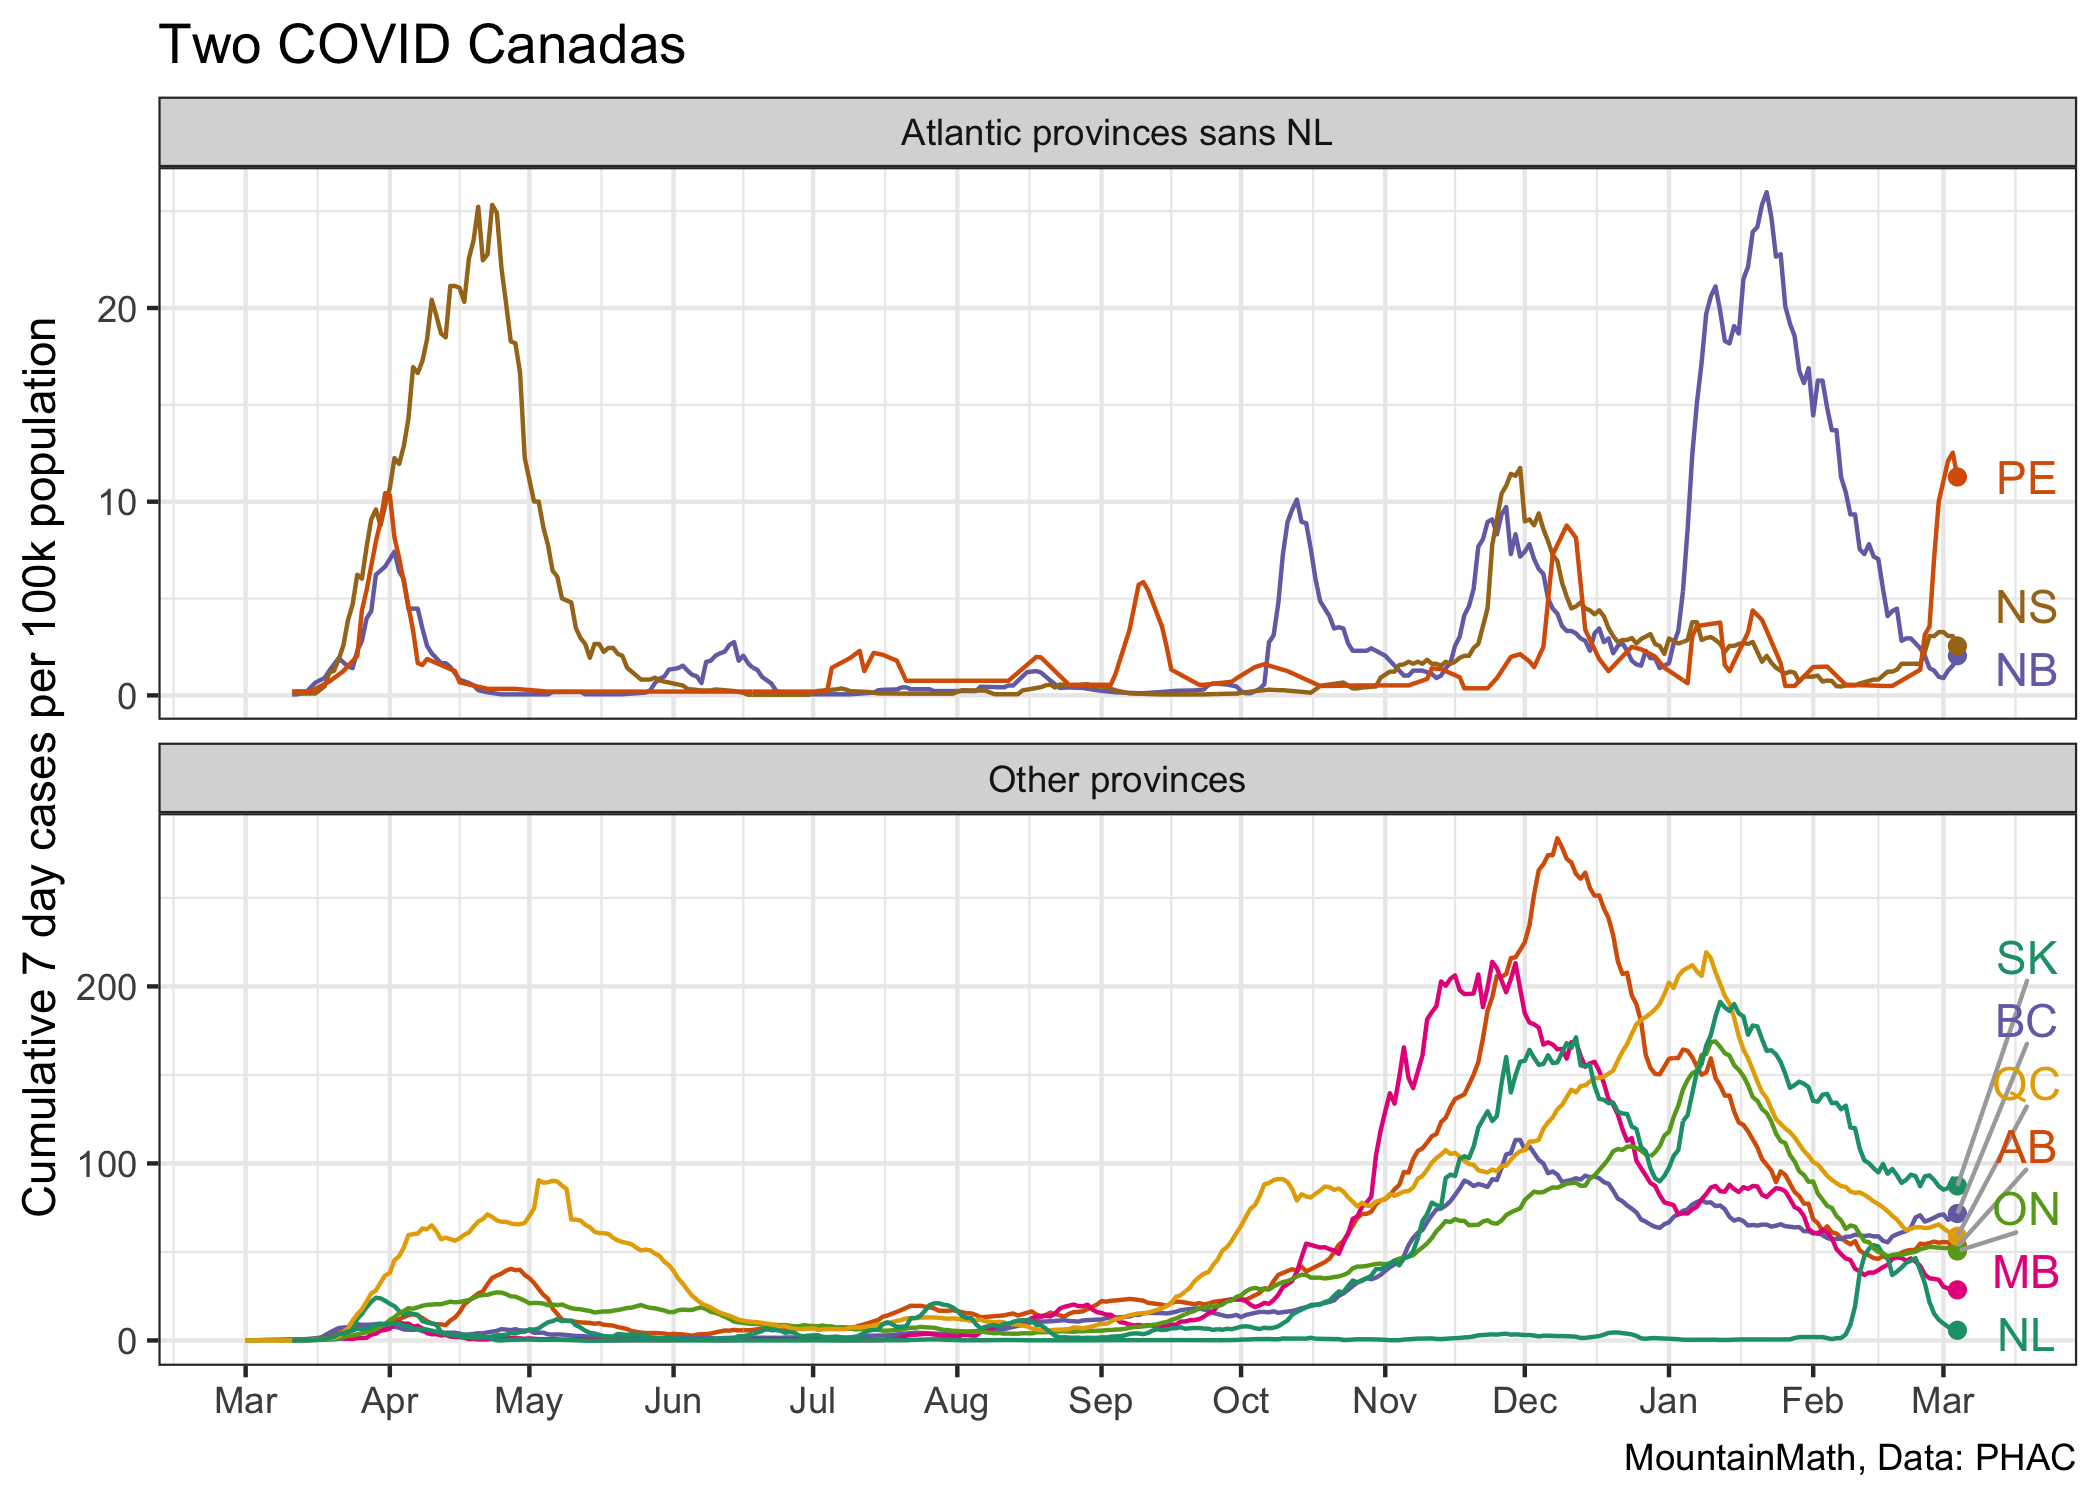 Two COVID Canadas
Atlantic provinces sans NL
Cumulative 7 day cases per 100k population
20
10
0
PE
NS
NB
Other provinces
200
100
0
SK
BC
QC
AB
ON
MB
NL
Mar Apr May Jun Jul Aug Sep Oct Nov Dec Jan Feb Mar
MountainMath, Data: PHAC